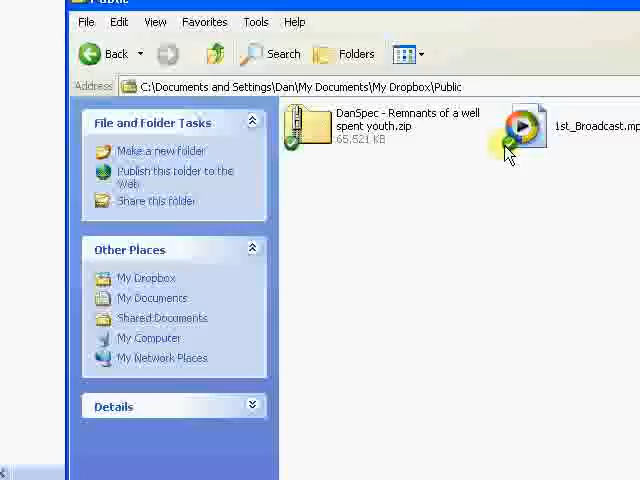 Public
File Edit View Favorites Tools Help
Back Search Folders
Address C:\Documents and Settings\Dan\My Documents\My Dropbox\Public
File and Folder Tasks
Make a new folder
Publish this folder to the
Web
Share this folder
Other Places
My Dropbox
My Documents
Shared Documents
My Computer
My Network Places
Details
DanSpec - Remnants of a well
spent youth.zip
65,521 KB
1st_Broadcast.mp